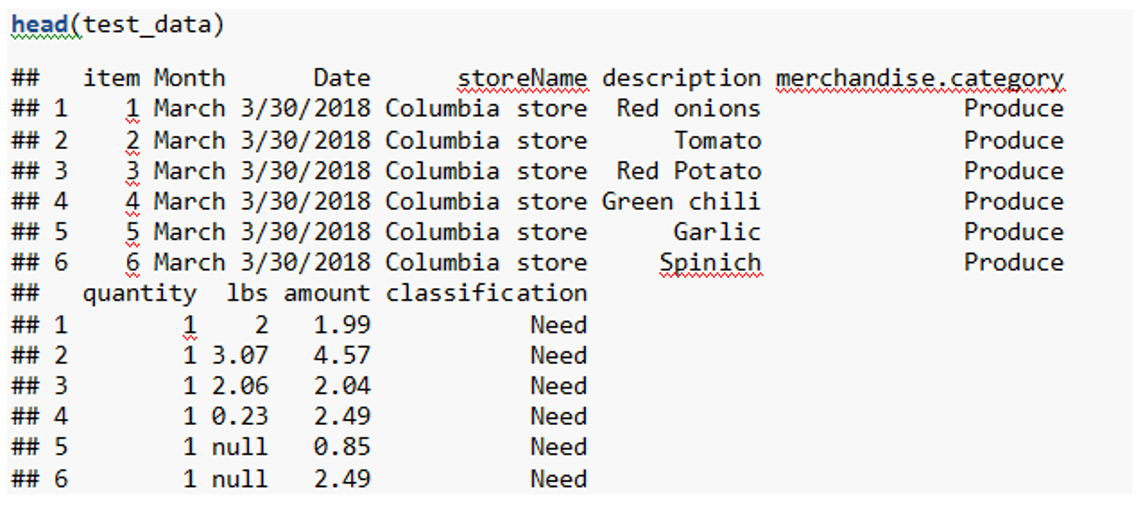 head(test_data)
##   item Month      Date      storeName description merchandise.category
## 1    1 March 3/30/2018 Columbia store  Red onions              Produce
## 2    2 March 3/30/2018 Columbia store      Tomato              Produce
## 3    3 March 3/30/2018 Columbia store  Red Potato              Produce
## 4    4 March 3/30/2018 Columbia store Green chili              Produce
## 5    5 March 3/30/2018 Columbia store      Garlic              Produce
## 6    6 March 3/30/2018 Columbia store     Spinich              Produce
##   quantity  lbs amount classification
## 1        1    2   1.99           Need
## 2        1 3.07   4.57           Need
## 3        1 2.06   2.04           Need
## 4        1 0.23   2.49           Need
## 5        1 null   0.85           Need
## 6        1 null   2.49           Need